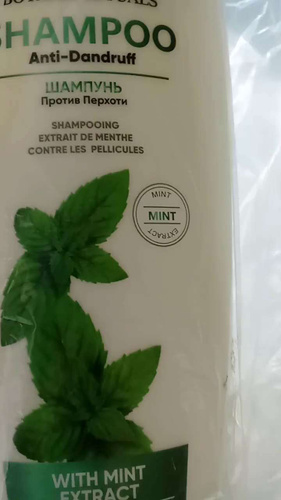 SHAMPOO
Anti-Dandruff
ШАМПУНЬ
Против Перхоти
SHAMPOOING
EXTRAIT DE MENTHE
CONTRE LES PELLICULES
MINT
MINT
EXTRACT
WITH MINT
EXTRACT